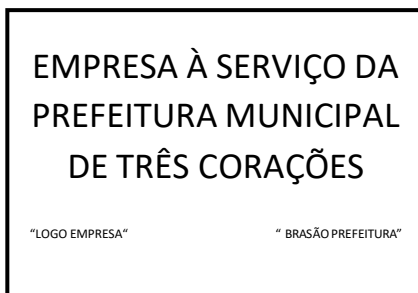 EMPRESA À SERVIÇO DA
PREFEITURA MUNICIPAL
DE TRÊS CORAÇÕES
“LOGO EMPRESA“ “ BRASÃO PREFEITURA”